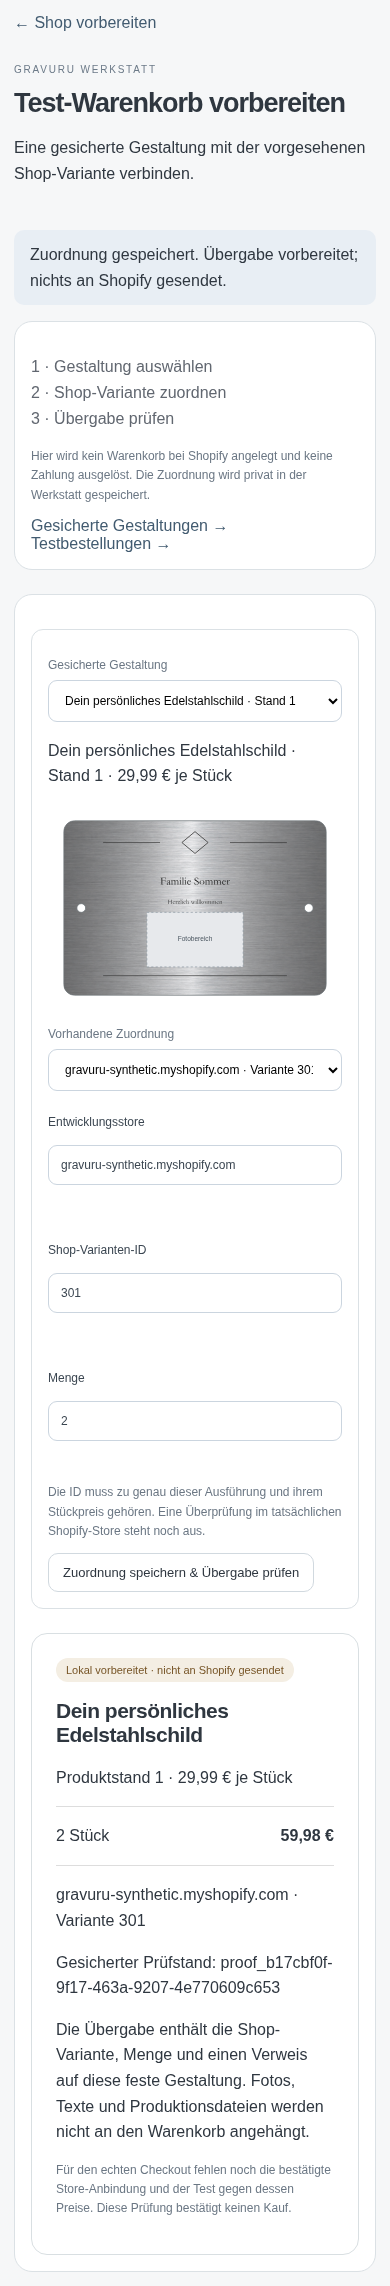 ← Shop vorbereiten
GRAVURU WERKSTATT
Test-Warenkorb vorbereiten
Eine gesicherte Gestaltung mit der vorgesehenen
Shop-Variante verbinden.
Zuordnung gespeichert. Übergabe vorbereitet;
nichts an Shopify gesendet.
1 · Gestaltung auswählen
2 · Shop-Variante zuordnen
3 · Übergabe prüfen
Hier wird kein Warenkorb bei Shopify angelegt und keine
Zahlung ausgelöst. Die Zuordnung wird privat in der
Werkstatt gespeichert.
Gesicherte Gestaltungen →
Testbestellungen →
Gesicherte Gestaltung
Dein persönliches Edelstahlschild · Stand 1
Dein persönliches Edelstahlschild ·
Stand 1 · 29,99 € je Stück
Familie Sommer
Herzlich willkommen
Fotobereich
Vorhandene Zuordnung
gravuru-synthetic.myshopify.com · Variante 301
Entwicklungsstore
gravuru-synthetic.myshopify.com
Shop-Varianten-ID
301
Menge
2
Die ID muss zu genau dieser Ausführung und ihrem
Stückpreis gehören. Eine Überprüfung im tatsächlichen
Shopify-Store steht noch aus.
Zuordnung speichern & Übergabe prüfen
Lokal vorbereitet · nicht an Shopify gesendet
Dein persönliches
Edelstahlschild
Produktstand 1 · 29,99 € je Stück
2 Stück 59,98 €
gravuru-synthetic.myshopify.com ·
Variante 301
Gesicherter Prüfstand: proof_b17cbf0f-
9f17-463a-9207-4e770609c653
Die Übergabe enthält die Shop-
Variante, Menge und einen Verweis
auf diese feste Gestaltung. Fotos,
Texte und Produktionsdateien werden
nicht an den Warenkorb angehängt.
Für den echten Checkout fehlen noch die bestätigte
Store-Anbindung und der Test gegen dessen
Preise. Diese Prüfung bestätigt keinen Kauf.